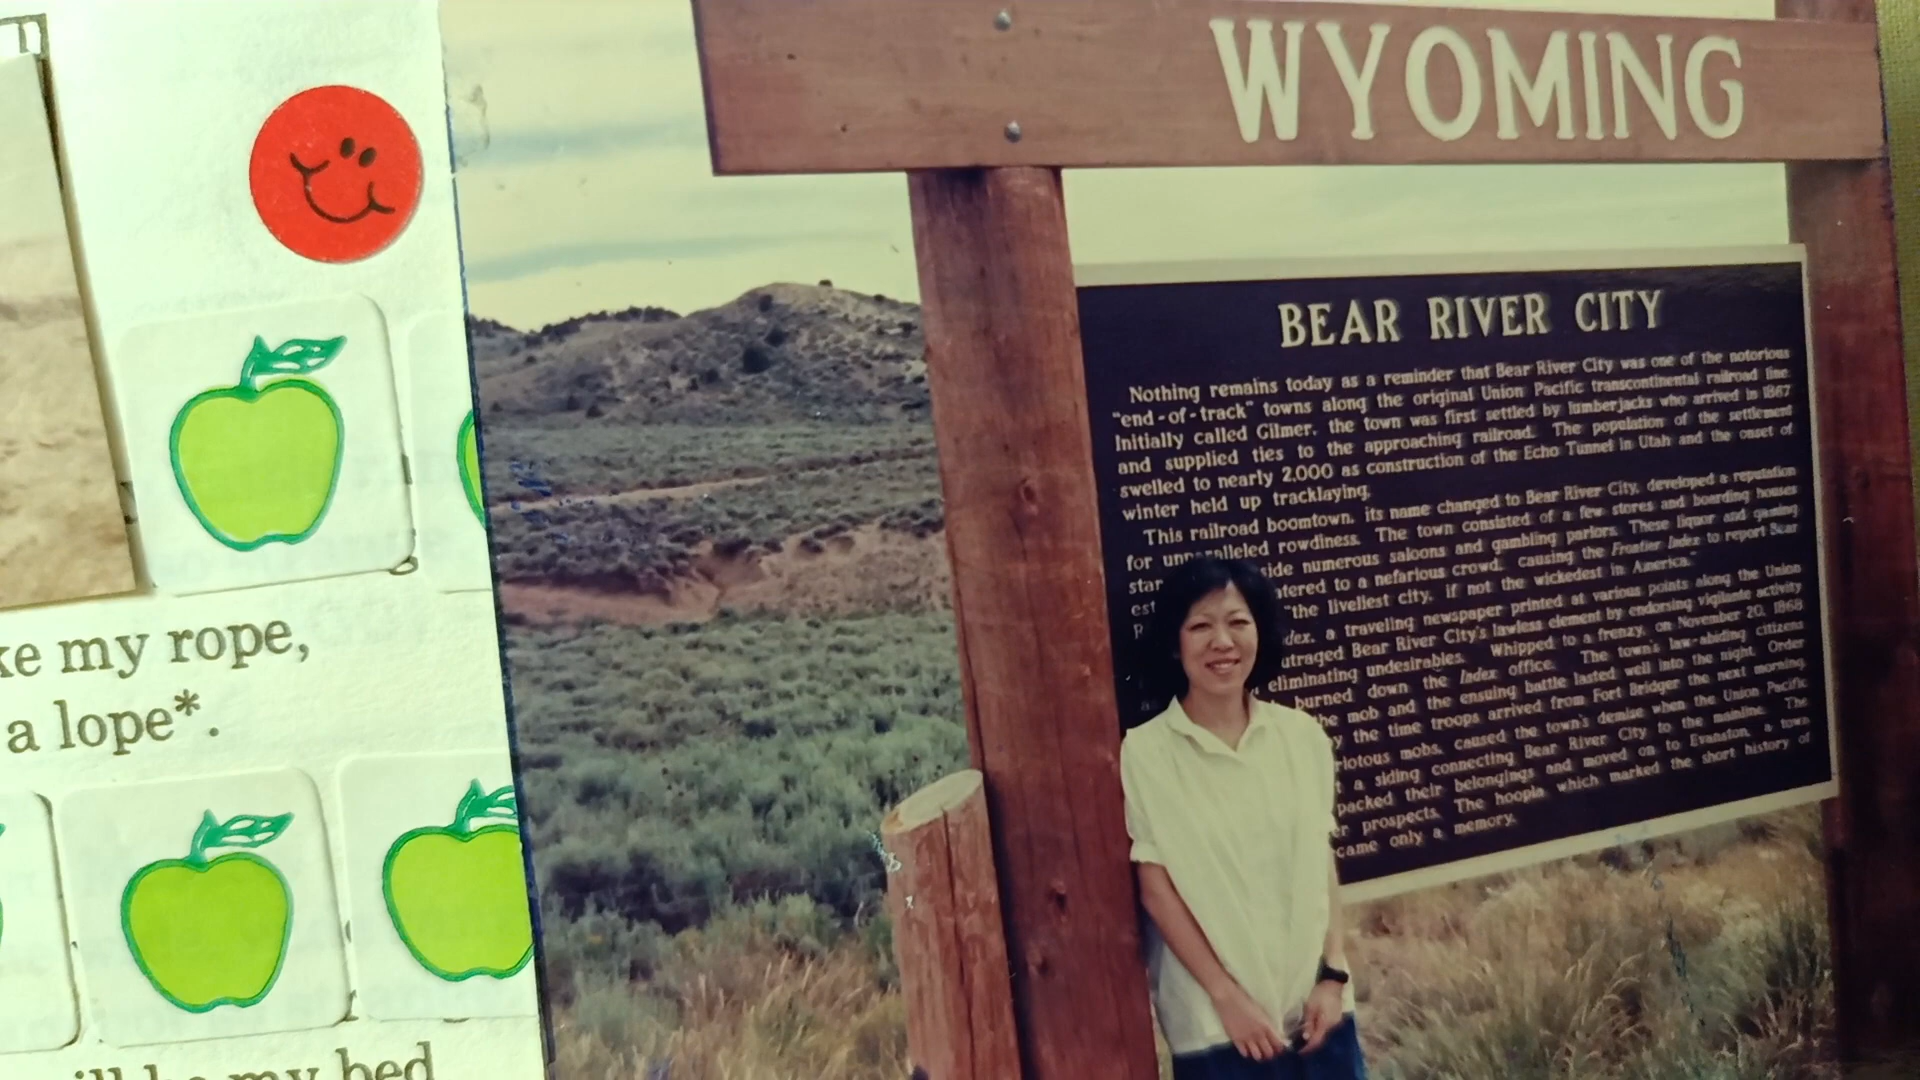 ke my rope,
a lope*.
ill be my bed
WYOMING
BEAR RIVER CITY
Nothing remains today as a reminder that Bear River City was one of the notorious
"end-of-track" towns along the original Union Pacific transcontinental railroad line.
Initially called Gilmer, the town was first settled by lumberjacks who arrived in 1867
and supplied ties to the approaching railroad. The population of the settlement
swelled to nearly 2,000 as construction of the Echo Tunnel in Utah and the onset of
winter held up tracklaying.
This railroad boomtown, its name changed to Bear River City, developed a reputation
for unparalleled rowdiness. The town consisted of a few stores and boarding houses
numerous saloons and gambling parlors. These liquor and gaming
to a nefarious crowd, causing the Frontier Index to report Bear
"the liveliest city, if not the wickedest in America."
a traveling newspaper printed at various points along the Union
Bear River City's lawless element by endorsing vigilante activity
eliminating undesirables. Whipped to a frenzy, on November 20, 1868
burned down the Index office. The town's law-abiding citizens
the mob and the ensuing battle lasted well into the night. Order
the time troops arrived from Fort Bridger the next morning.
riotous mobs, caused the town's demise when the Union Pacific
a siding connecting Bear River City to the mainline. The
packed their belongings and moved on to Evanston, a town
prospects. The hoopla which marked the short history of
came only a memory.